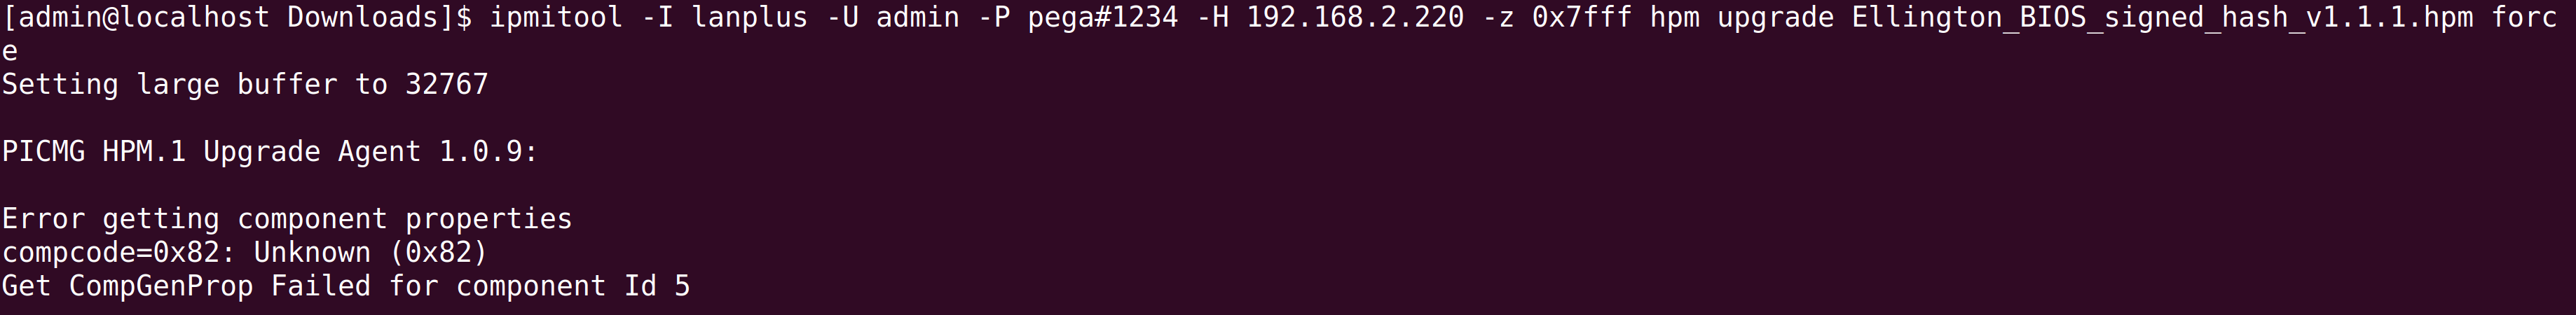 [admin@localhost Downloads]$ ipmitool -I lanplus -U admin -P pega#1234 -H 192.168.2.220 -z 0x7fff hpm upgrade Ellington_BIOS_signed_hash_v1.1.1.hpm forc
e
Setting large buffer to 32767
PICMG HPM.1 Upgrade Agent 1.0.9:
Error getting component properties
compcode=0x82: Unknown (0x82)
Get CompGenProp Failed for component Id 5